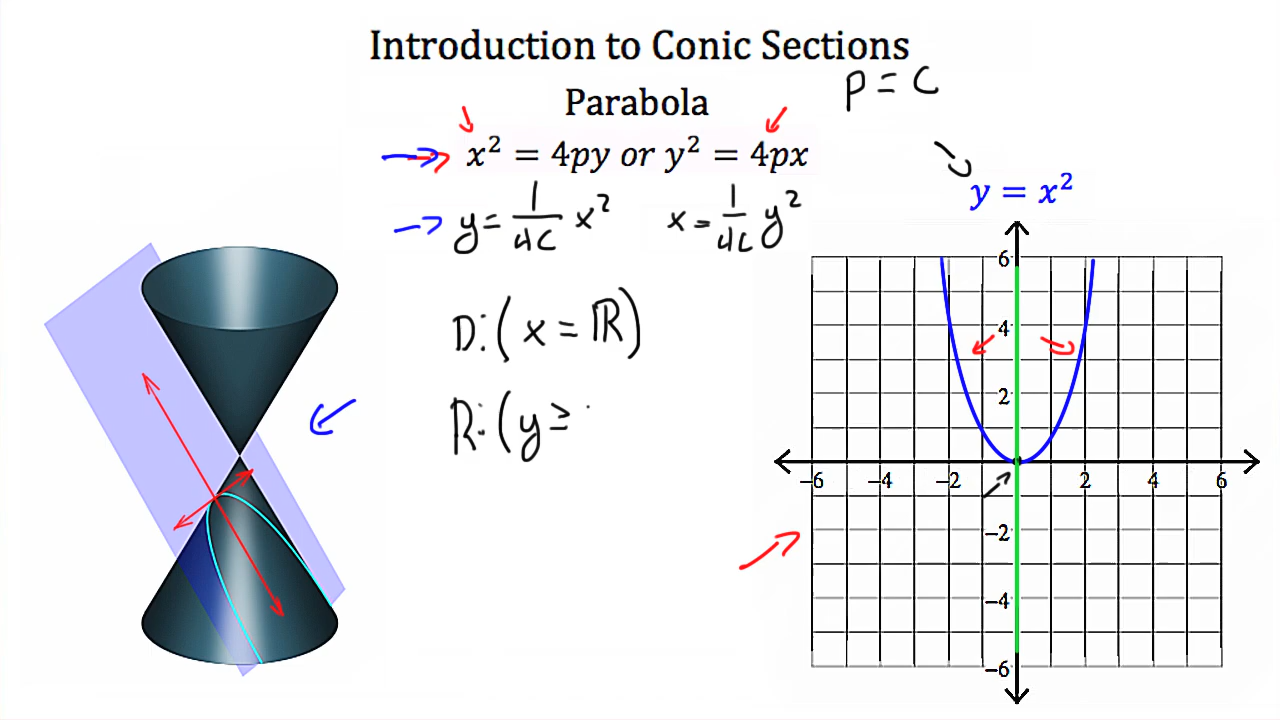 Introduction to Conic Sections
Parabola
P = C
x² = 4py or y² = 4px
y = x²
y = 1/4C x²
x = 1/4C y²
D: (x = ℝ)
R: (y ≥
6
4
2
-6 -4 -2 2 4 6
-2
-4
-6